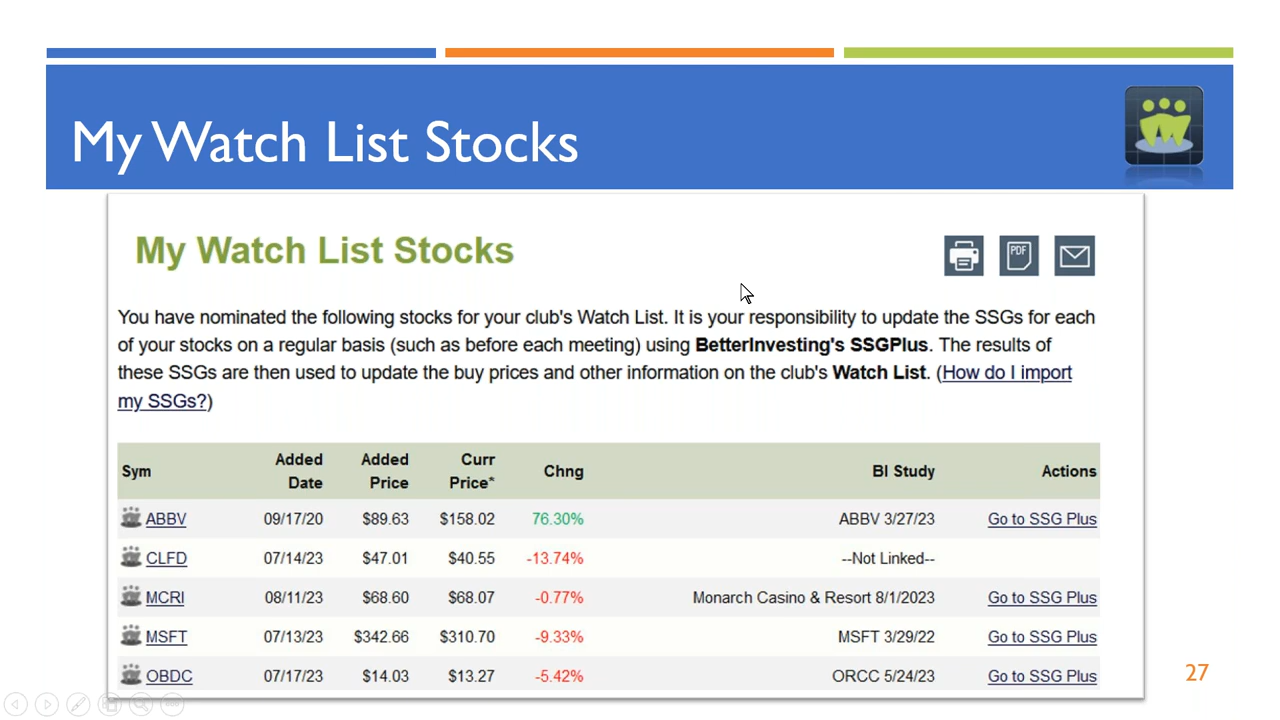 My Watch List Stocks
My Watch List Stocks
PDF
You have nominated the following stocks for your club's Watch List. It is your responsibility to update the SSGs for each
of your stocks on a regular basis (such as before each meeting) using BetterInvesting's SSGPlus. The results of
these SSGs are then used to update the buy prices and other information on the club's Watch List. (How do I import
my SSGs?)
Sym Added Date Added Price Curr Price* Chng BI Study Actions
ABBV 09/17/20 $89.63 $158.02 76.30% ABBV 3/27/23 Go to SSG Plus
CLFD 07/14/23 $47.01 $40.55 -13.74% --Not Linked--
MCRI 08/11/23 $68.60 $68.07 -0.77% Monarch Casino & Resort 8/1/2023 Go to SSG Plus
MSFT 07/13/23 $342.66 $310.70 -9.33% MSFT 3/29/22 Go to SSG Plus
OBDC 07/17/23 $14.03 $13.27 -5.42% ORCC 5/24/23 Go to SSG Plus
27